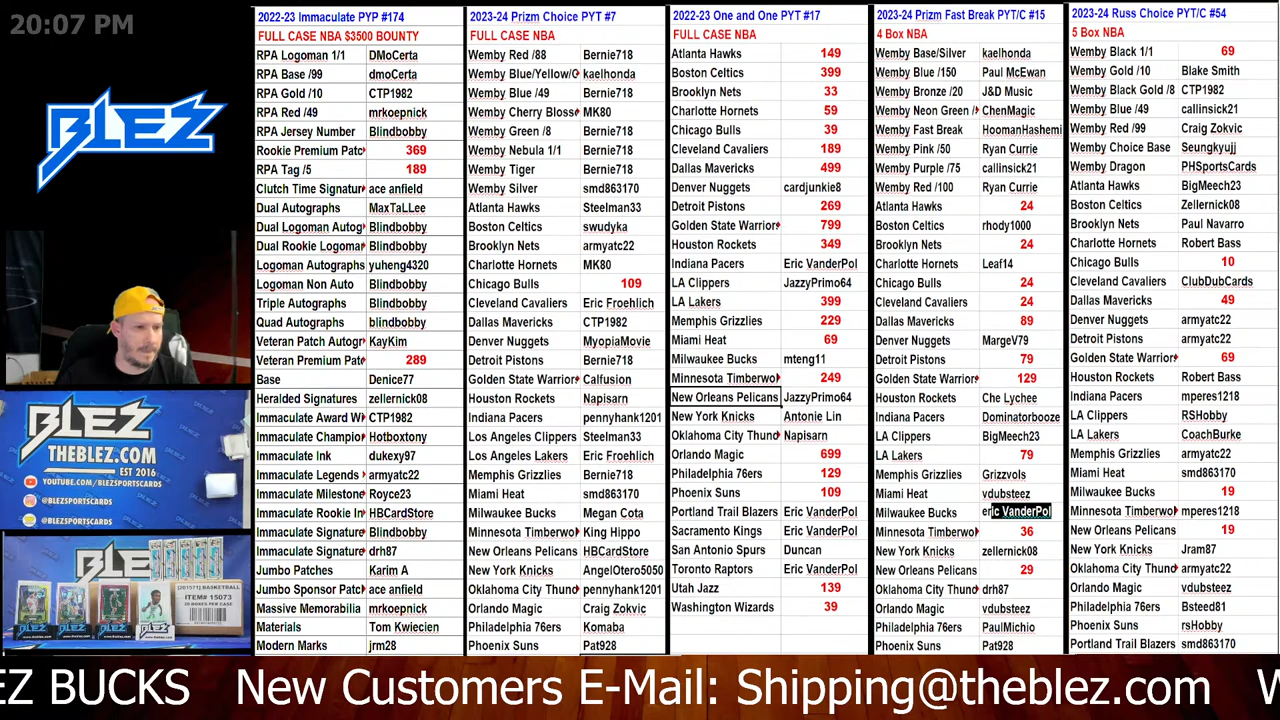 20:07 PM
BLEZ
BLEZ
THEBLEZ.COM
EST 2016
YOUTUBE.COM/BLEZSPORTSCARDS
@BLEZSPORTSCARDS
@BLEZSPORTSCARDS
[201571] BASKETBALL
ITEM# 15073
20 BOXES PER CASE
2022-23 Immaculate PYP #174
FULL CASE NBA $3500 BOUNTY
RPA Logoman 1/1 DMoCerta
RPA Base /99 dmoCerta
RPA Gold /10 CTP1982
RPA Red /49 mrkoepnick
RPA Jersey Number Blindbobby
Rookie Premium Patc 369
RPA Tag /5 189
Clutch Time Signatur ace anfield
Dual Autographs MaxTaLLee
Dual Logoman Autog Blindbobby
Dual Rookie Logoma Blindbobby
Logoman Autographs yuheng4320
Logoman Non Auto Blindbobby
Triple Autographs Blindbobby
Quad Autographs blindbobby
Veteran Patch Autogr KayKim
Veteran Premium Pat 289
Base Denice77
Heralded Signatures zellernick08
Immaculate Award W CTP1982
Immaculate Champio Hotboxtony
Immaculate Ink dukexy97
Immaculate Legends armyatc22
Immaculate Milestone Royce23
Immaculate Rookie In HBCardStore
Immaculate Signature Blindbobby
Immaculate Signature drh87
Jumbo Patches Karim A
Jumbo Sponsor Patc ace anfield
Massive Memorabilia mrkoepnick
Materials Tom Kwiecien
Modern Marks jrm28
2023-24 Prizm Choice PYT #7
FULL CASE NBA
Wemby Red /88 Bernie718
Wemby Blue/Yellow/G kaelhonda
Wemby Blue /49 Bernie718
Wemby Cherry Bloss MK80
Wemby Green /8 Bernie718
Wemby Nebula 1/1 Bernie718
Wemby Tiger Bernie718
Wemby Silver smd863170
Atlanta Hawks Steelman33
Boston Celtics swudyka
Brooklyn Nets armyatc22
Charlotte Hornets MK80
Chicago Bulls 109
Cleveland Cavaliers Eric Froehlich
Dallas Mavericks CTP1982
Denver Nuggets MyopiaMovie
Detroit Pistons Bernie718
Golden State Warrior Calfusion
Houston Rockets Napisarn
Indiana Pacers pennyhank1201
Los Angeles Clippers Steelman33
Los Angeles Lakers Eric Froehlich
Memphis Grizzlies Bernie718
Miami Heat smd863170
Milwaukee Bucks Megan Cota
Minnesota Timberwo King Hippo
New Orleans Pelicans HBCardStore
New York Knicks AngelOtero5050
Oklahoma City Thun pennyhank1201
Orlando Magic Craig Zokvic
Philadelphia 76ers Komaba
Phoenix Suns Pat928
2022-23 One and One PYT #17
FULL CASE NBA
Atlanta Hawks 149
Boston Celtics 399
Brooklyn Nets 33
Charlotte Hornets 59
Chicago Bulls 39
Cleveland Cavaliers 189
Dallas Mavericks 499
Denver Nuggets cardjunkie8
Detroit Pistons 269
Golden State Warrior 799
Houston Rockets 349
Indiana Pacers Eric VanderPol
LA Clippers JazzyPrimo64
LA Lakers 399
Memphis Grizzlies 229
Miami Heat 69
Milwaukee Bucks mteng11
Minnesota Timberwo 249
New Orleans Pelicans JazzyPrimo64
New York Knicks Antonie Lin
Oklahoma City Thund Napisarn
Orlando Magic 699
Philadelphia 76ers 129
Phoenix Suns 109
Portland Trail Blazers Eric VanderPol
Sacramento Kings Eric VanderPol
San Antonio Spurs Duncan
Toronto Raptors Eric VanderPol
Utah Jazz 139
Washington Wizards 39
2023-24 Prizm Fast Break PYT/C #15
4 Box NBA
Wemby Base/Silver kaelhonda
Wemby Blue /150 Paul McEwan
Wemby Bronze /20 J&D Music
Wemby Neon Green / ChenMagic
Wemby Fast Break HoomanHashemi
Wemby Pink /50 Ryan Currie
Wemby Purple /75 callinsick21
Wemby Red /100 Ryan Currie
Atlanta Hawks 24
Boston Celtics rhody1000
Brooklyn Nets 24
Charlotte Hornets Leaf14
Chicago Bulls 24
Cleveland Cavaliers 24
Dallas Mavericks 89
Denver Nuggets MargeV79
Detroit Pistons 79
Golden State Warrior 129
Houston Rockets Che Lychee
Indiana Pacers Dominatorbooze
LA Clippers BigMeech23
LA Lakers 79
Memphis Grizzlies Grizzvols
Miami Heat vdubsteez
Milwaukee Bucks eric VanderPol
Minnesota Timberwo 36
New York Knicks zellernick08
New Orleans Pelicans 29
Oklahoma City Thund drh87
Orlando Magic vdubsteez
Philadelphia 76ers PaulMichio
Phoenix Suns Pat928
2023-24 Russ Choice PYT/C #54
5 Box NBA
Wemby Black 1/1 69
Wemby Gold /10 Blake Smith
Wemby Black Gold /8 CTP1982
Wemby Blue /49 callinsick21
Wemby Red /99 Craig Zokvic
Wemby Choice Base Seungkyujj
Wemby Dragon PHSportsCards
Atlanta Hawks BigMeech23
Boston Celtics Zellernick08
Brooklyn Nets Paul Navarro
Charlotte Hornets Robert Bass
Chicago Bulls 10
Cleveland Cavaliers ClubDubCards
Dallas Mavericks 49
Denver Nuggets armyatc22
Detroit Pistons armyatc22
Golden State Warrior 69
Houston Rockets Robert Bass
Indiana Pacers mperes1218
LA Clippers RSHobby
LA Lakers CoachBurke
Memphis Grizzlies armyatc22
Miami Heat smd863170
Milwaukee Bucks 19
Minnesota Timberwo mperes1218
New Orleans Pelicans 19
New York Knicks Jram87
Oklahoma City Thund armyatc22
Orlando Magic vdubsteez
Philadelphia 76ers Bsteed81
Phoenix Suns rsHobby
Portland Trail Blazers smd863170
EZ BUCKS New Customers E-Mail: Shipping@theblez.com W